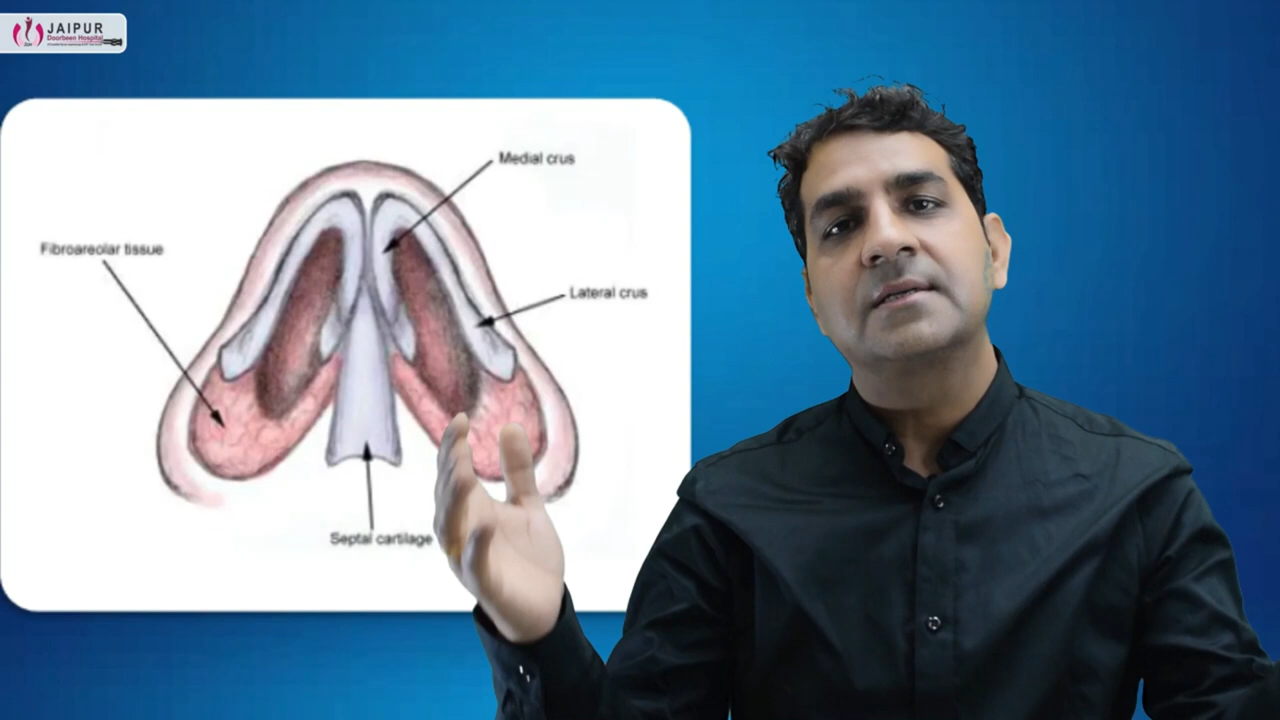 JAIPUR
Doorbeen Hospital
Medial crus
Fibroareolar tissue
Lateral crus
Septal cartilage